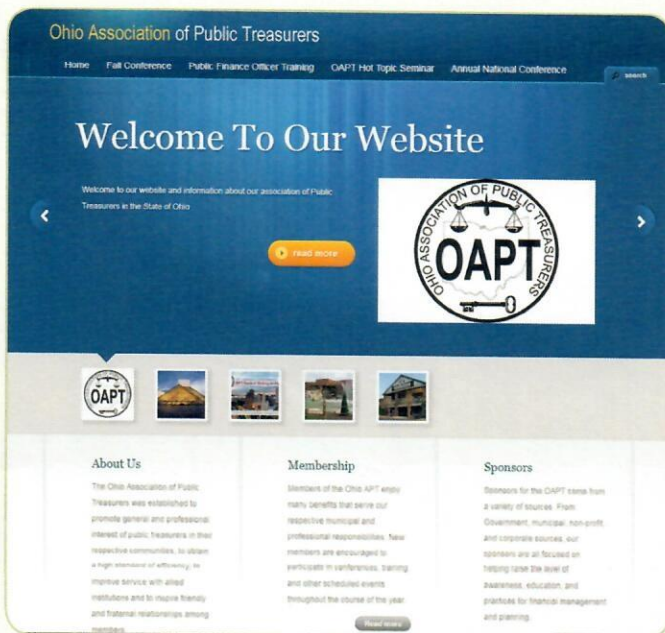 Ohio Association of Public Treasurers
Home Fall Conference Public Finance Officer Training OAPT Hot Topic Seminar Annual National Conference
search
Welcome To Our Website
Welcome to our website and information about our association of Public
Treasurers in the State of Ohio
read more
OHIO ASSOCIATION OF PUBLIC TREASURERS
OAPT
OAPT
About Us
The Ohio Association of Public
Treasurers was established to
promote general and professional
interest of public treasurers in their
respective communities, to obtain
a high standard of efficiency, to
improve service with allied
institutions and to inspire friendly
and fraternal relationships among
members
Membership
Members of the Ohio APT enjoy
many benefits that serve our
respective municipal and
professional responsibilities. New
members are encouraged to
participate in conferences, training
and other scheduled events
throughout the course of the year.
Read more
Sponsors
Sponsors for the OAPT come from
a variety of sources. From
Government, municipal, non-profit
and corporate sources, our
sponsors are all focused on
helping raise the level of
awareness, education, and
practices for financial management
and planning.